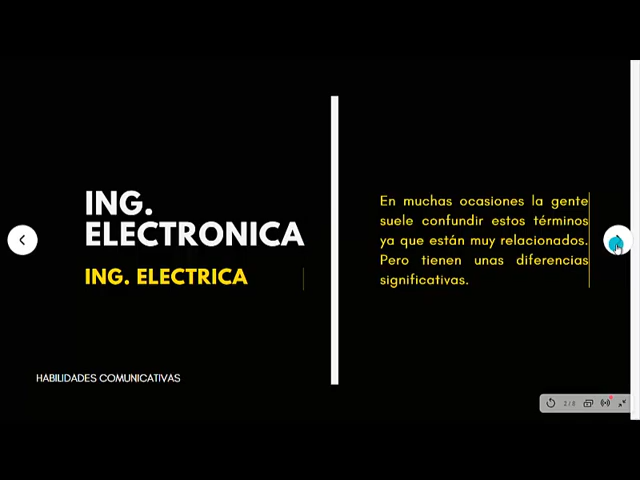 ING.
ELECTRONICA
ING. ELECTRICA
En muchas ocasiones la gente
suele confundir estos términos
ya que están muy relacionados.
Pero tienen unas diferencias
significativas.
HABILIDADES COMUNICATIVAS